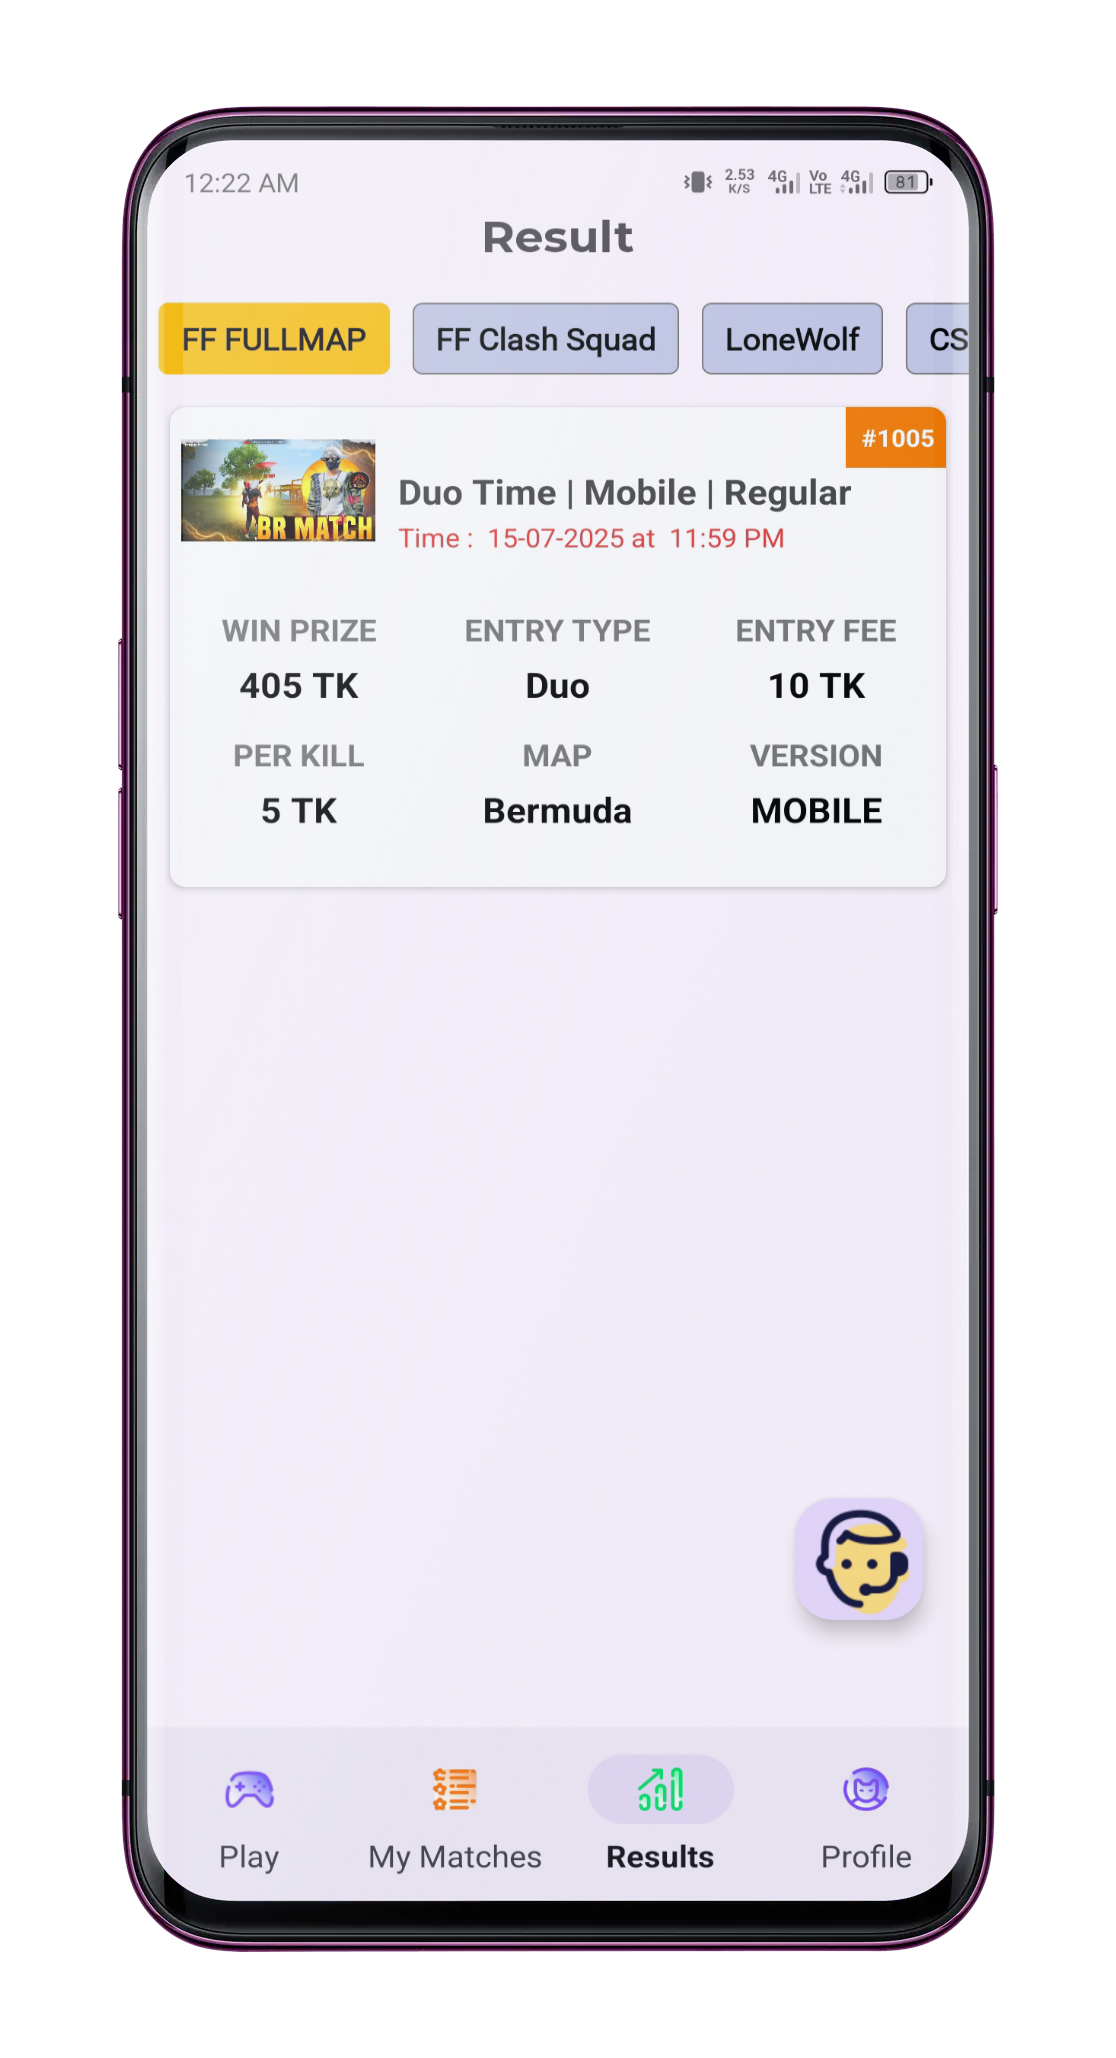 12:22 AM
2.53 K/S 4G Vo LTE 4G 81
Result
FF FULLMAP
FF Clash Squad
LoneWolf
CS
#1005
BR MATCH
Duo Time | Mobile | Regular
Time : 15-07-2025 at 11:59 PM
WIN PRIZE
ENTRY TYPE
ENTRY FEE
405 TK
Duo
10 TK
PER KILL
MAP
VERSION
5 TK
Bermuda
MOBILE
Play
My Matches
Results
Profile